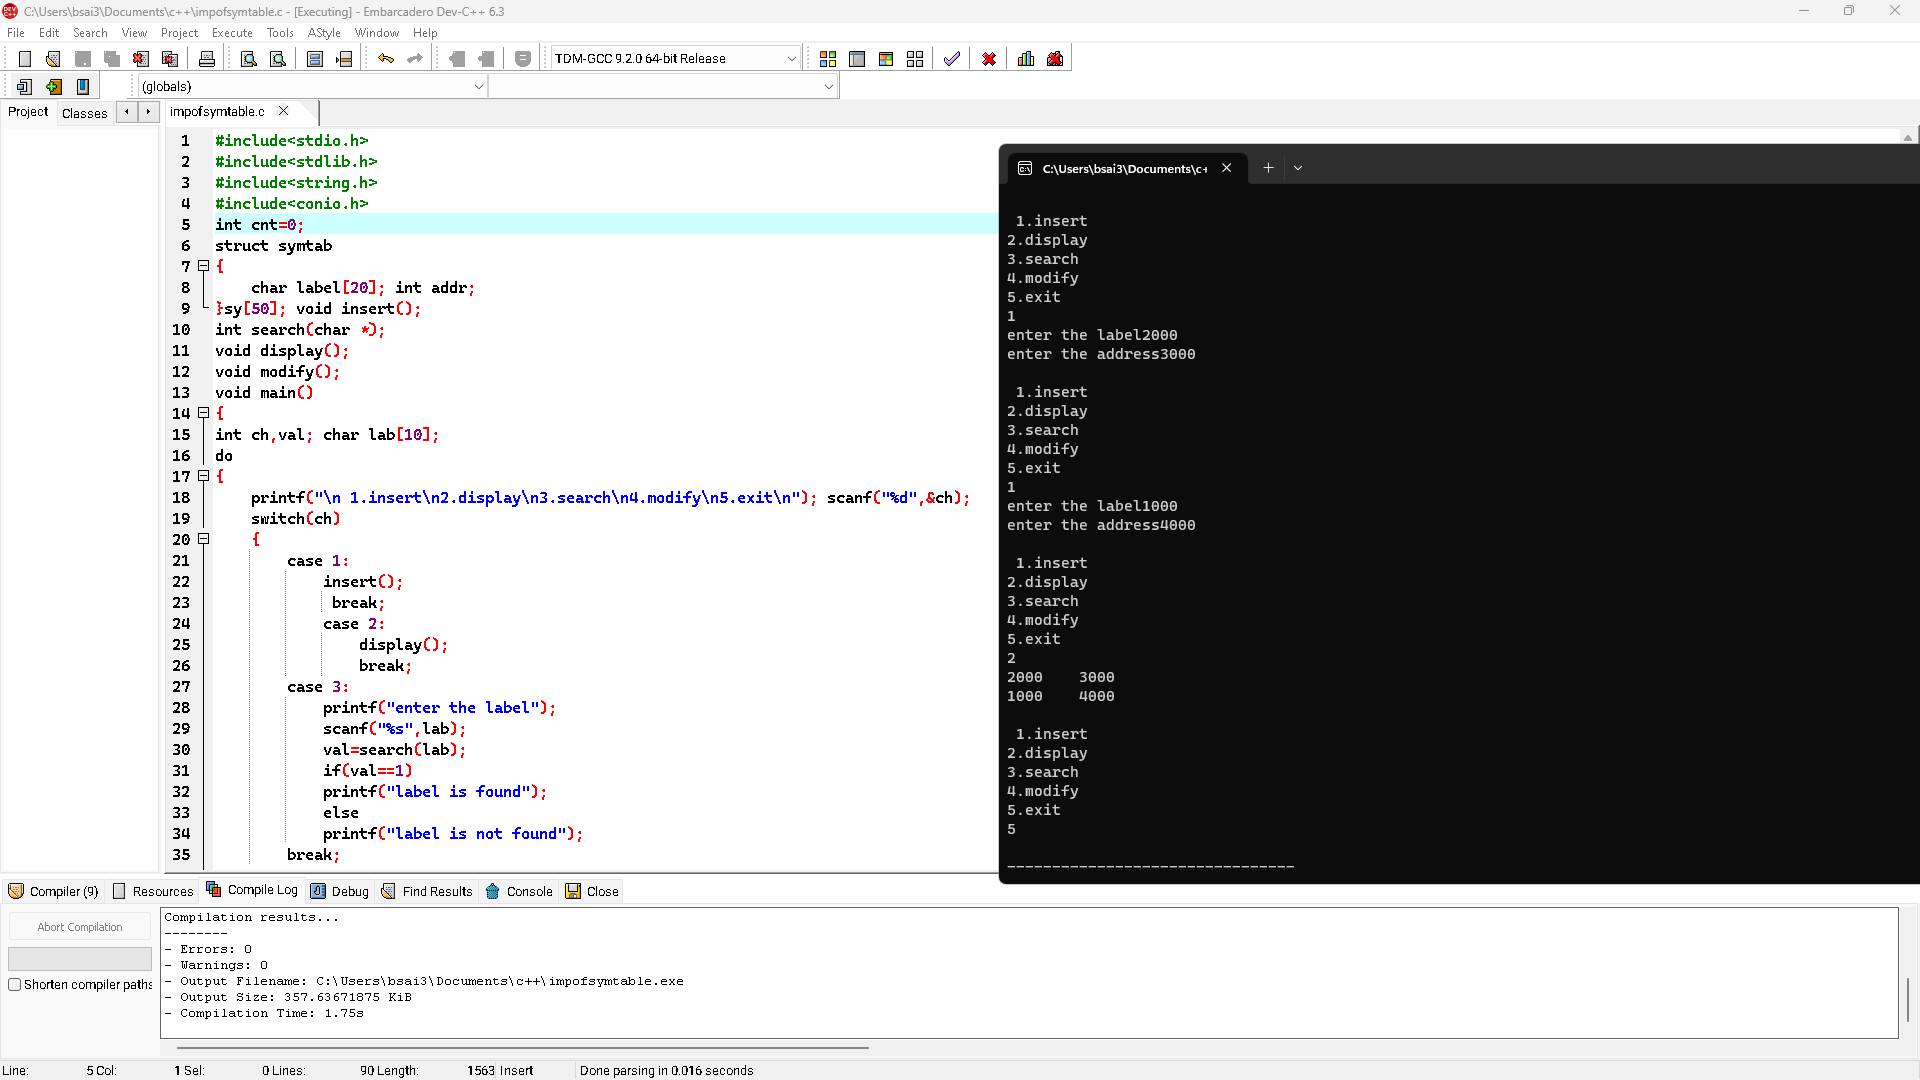 C:\Users\bsai3\Documents\c++\impofsymtable.c - [Executing] - Embarcadero Dev-C++ 6.3
File Edit Search View Project Execute Tools AStyle Window Help
TDM-GCC 9.2.0 64-bit Release
(globals)
Project Classes impofsymtable.c
1 #include<stdio.h>
2 #include<stdlib.h>
3 #include<string.h>
4 #include<conio.h>
5 int cnt=0;
6 struct symtab
7 {
8 char label[20]; int addr;
9 }sy[50]; void insert();
10 int search(char *);
11 void display();
12 void modify();
13 void main()
14 {
15 int ch,val; char lab[10];
16 do
17 {
18 printf("\n 1.insert\n2.display\n3.search\n4.modify\n5.exit\n"); scanf("%d",&ch);
19 switch(ch)
20 {
21 case 1:
22 insert();
23 break;
24 case 2:
25 display();
26 break;
27 case 3:
28 printf("enter the label");
29 scanf("%s",lab);
30 val=search(lab);
31 if(val==1)
32 printf("label is found");
33 else
34 printf("label is not found");
35 break;
C:\Users\bsai3\Documents\c+
1.insert
2.display
3.search
4.modify
5.exit
1
enter the label2000
enter the address3000
1.insert
2.display
3.search
4.modify
5.exit
1
enter the label1000
enter the address4000
1.insert
2.display
3.search
4.modify
5.exit
2
2000 3000
1000 4000
1.insert
2.display
3.search
4.modify
5.exit
5
--------------------------------
Compiler (9) Resources Compile Log Debug Find Results Console Close
Abort Compilation
Shorten compiler paths
Compilation results...
--------
- Errors: 0
- Warnings: 0
- Output Filename: C:\Users\bsai3\Documents\c++\impofsymtable.exe
- Output Size: 357.63671875 KiB
- Compilation Time: 1.75s
Line: 5 Col: 1 Sel: 0 Lines: 90 Length: 1563 Insert Done parsing in 0.016 seconds